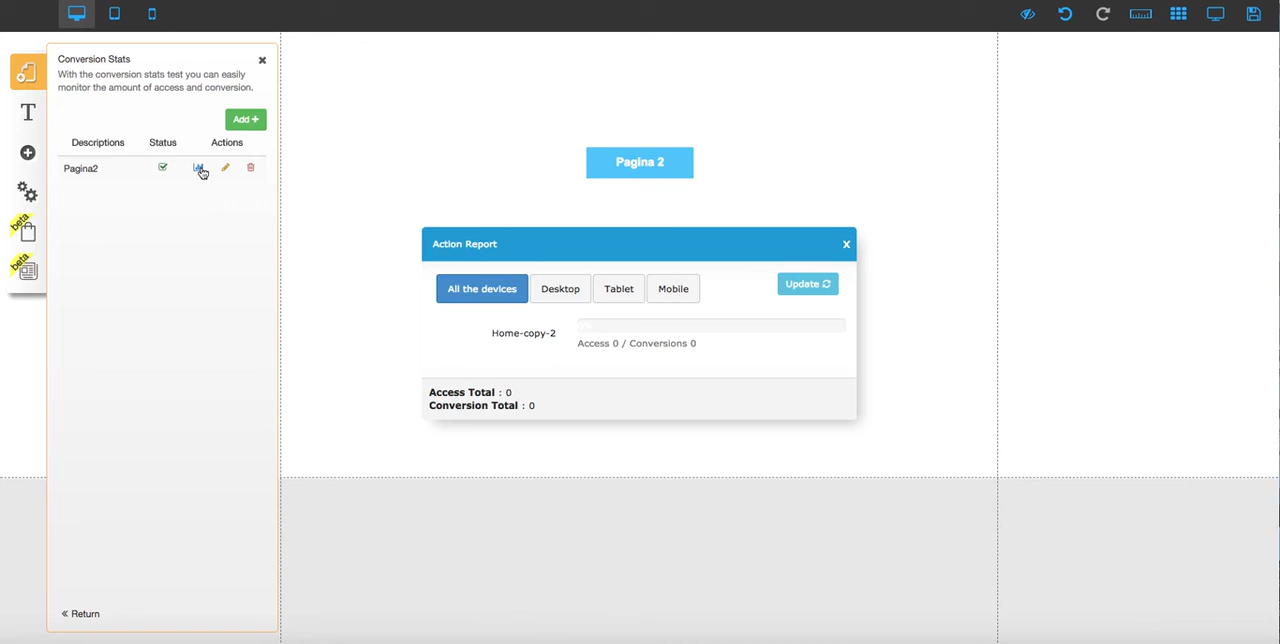 Conversion Stats
With the conversion stats test you can easily
monitor the amount of access and conversion.
Add +
Descriptions Status Actions
Pagina2
beta
beta
« Return
Pagina 2
Action Report x
All the devices Desktop Tablet Mobile Update
Home-copy-2
Access 0 / Conversions 0
Access Total : 0
Conversion Total : 0